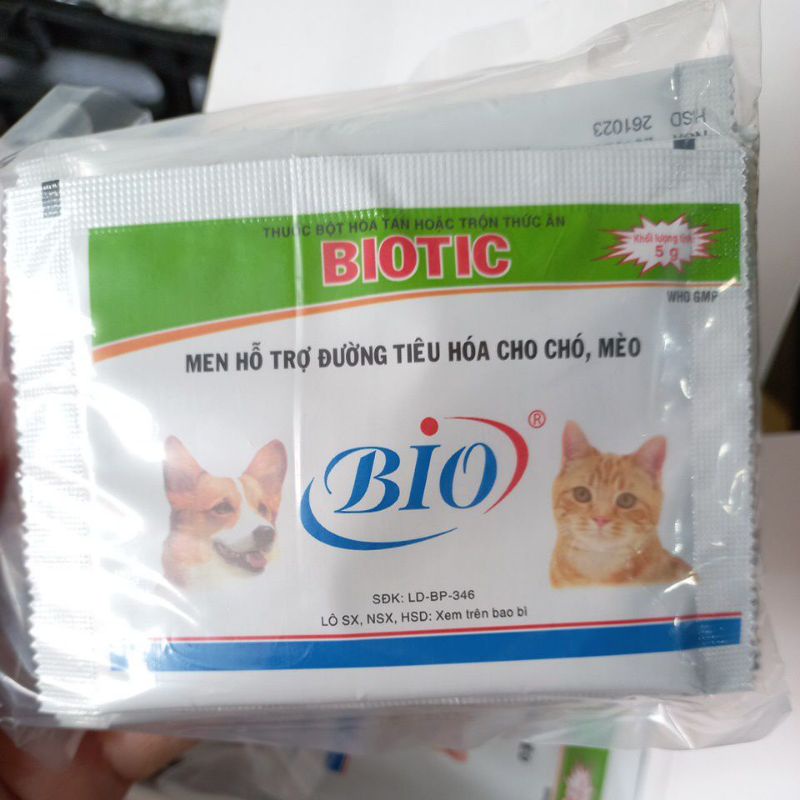 HSD 261023
THUỐC BỘT HÒA TAN HOẶC TRỘN THỨC ĂN
BIOTIC
Khối lượng tịnh
5 g
WHO GMP
MEN HỖ TRỢ ĐƯỜNG TIÊU HÓA CHO CHÓ, MÈO
BIO®
SĐK: LD-BP-346
LÔ SX, NSX, HSD: Xem trên bao bì